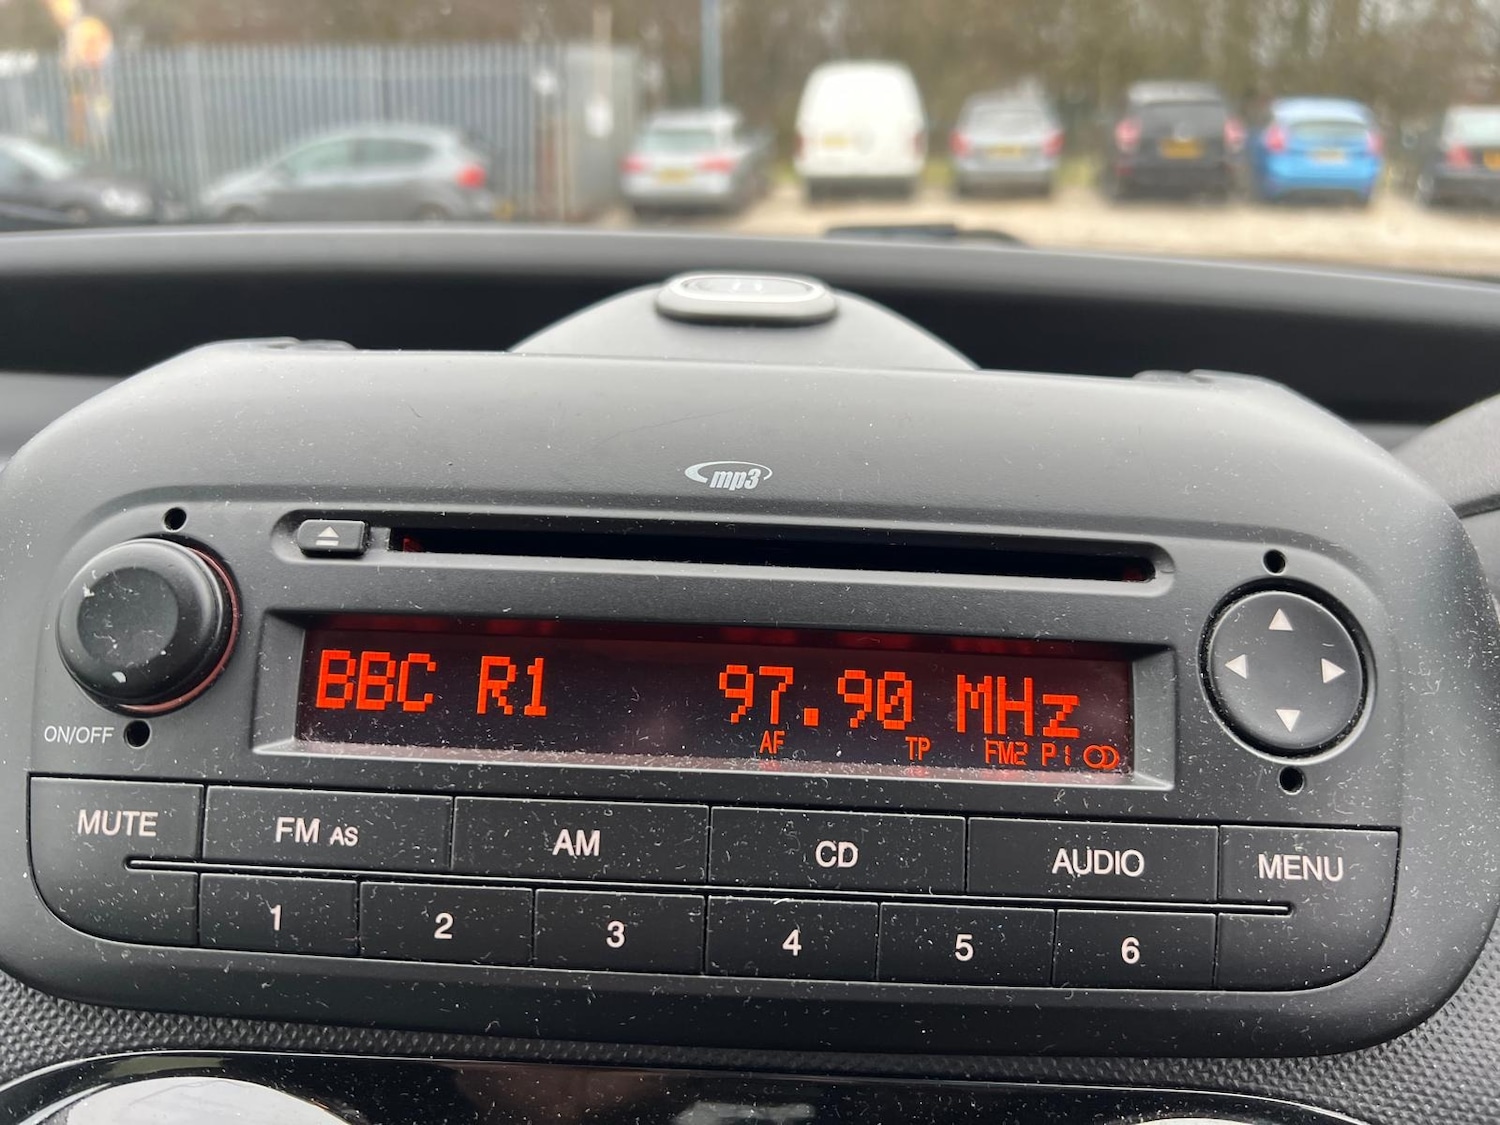 mp3
BBC R1 97.90 MHz
AF TP FM2 P1
ON/OFF
MUTE FM AS AM CD AUDIO MENU
1 2 3 4 5 6